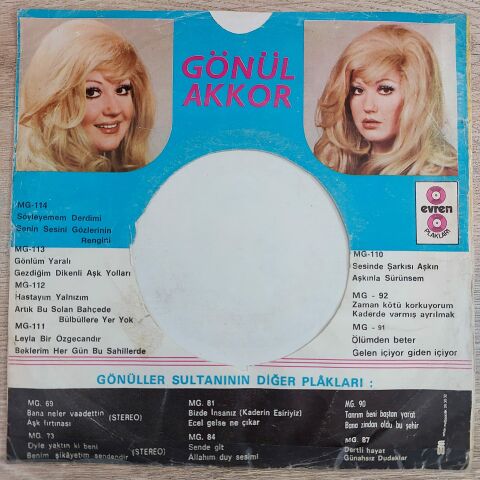 GÖNÜL
AKKOR
MG-114
Söyleyemem Derdimi
Senin Sesini Gözlerinin
Rengini
MG-113
Gönlüm Yaralı
Gezdiğim Dikenli Aşk Yolları
MG-112
Hastayım Yalnızım
Artık Bu Solan Bahçede
Bülbüllere Yer Yok
MG-111
Leyla Bir Ozgecandır
Beklerim Her Gün Bu Sahillerde
evren
PLAKLARI
MG-110
Sesinde Şarkısı Aşkın
Aşkınla Sürünsem
MG - 92
Zaman kötü korkuyorum
Kaderde varmış ayrılmak
MG - 91
Ölümden beter
Gelen içiyor giden içiyor
GÖNÜLLER SULTANININ DİĞER PLÂKLARI :
MG. 69
Bana neler vaadettin
(STEREO)
Aşk fırtınası
MG. 73
Öyle yaktın ki beni
(STEREO)
Benim şikâyetim sendendir
MG. 81
Bizde İnsanız (Kaderin Esiriyiz)
Ecel gelse ne çıkar
MG. 84
Sende git
Allahım duy sesimi
MG. 90
Tanrım beni baştan yarat
Bana zindan oldu bu şehir
MG. 87
Dertli hayat
Günahsız Dudaklar